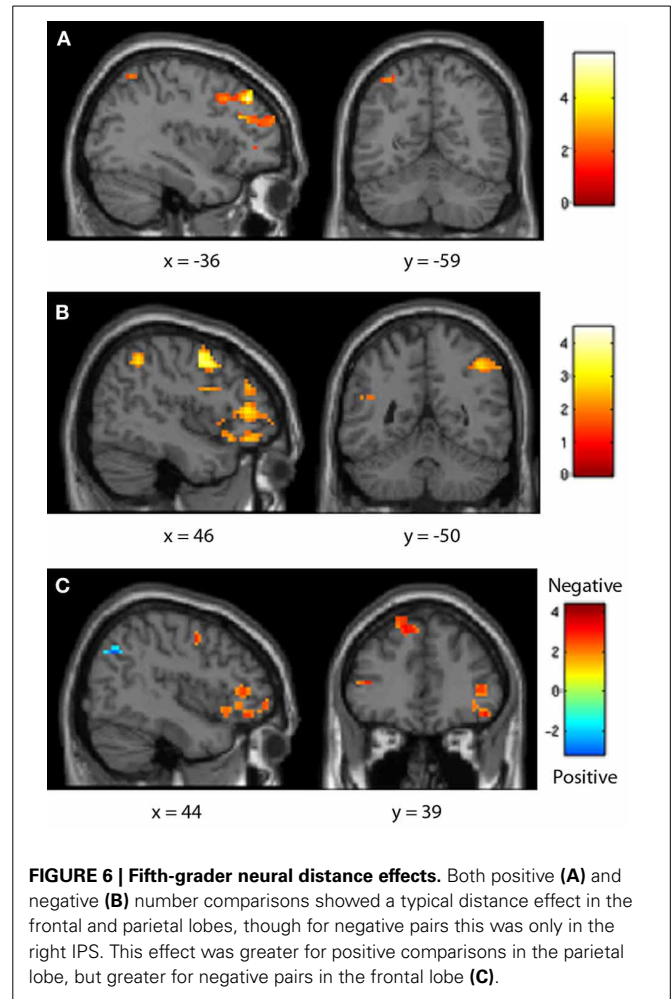 A
4
2
0
x = -36
y = -59
B
4
3
2
1
0
x = 46
y = -50
C
Negative
4
2
0
-2
Positive
x = 44
y = 39
FIGURE 6 | Fifth-grader neural distance effects. Both positive (A) and
negative (B) number comparisons showed a typical distance effect in the
frontal and parietal lobes, though for negative pairs this was only in the
right IPS. This effect was greater for positive comparisons in the parietal
lobe, but greater for negative pairs in the frontal lobe (C).